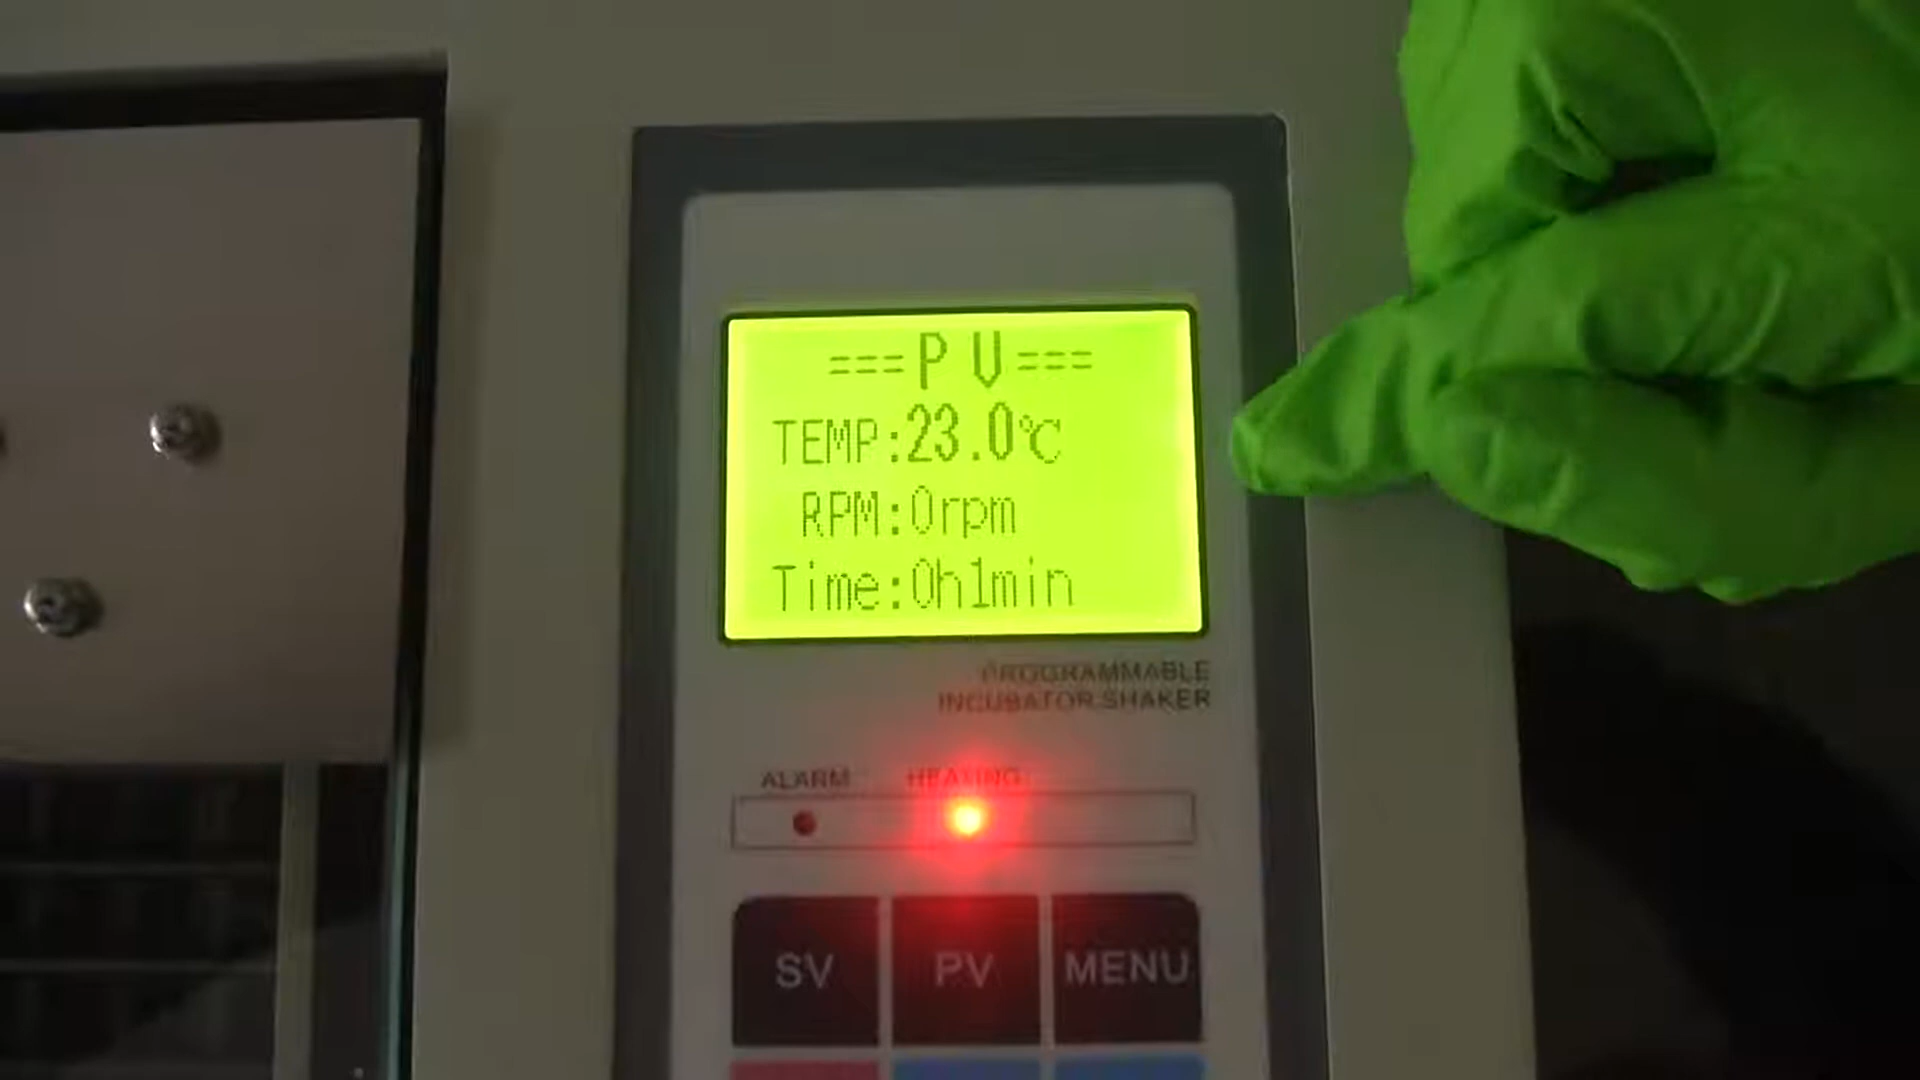 ===PV===
TEMP:23.0℃
RPM:0rpm
Time:0h1min
PROGRAMMABLE
INCUBATOR SHAKER
ALARM HEATING
SV PV MENU